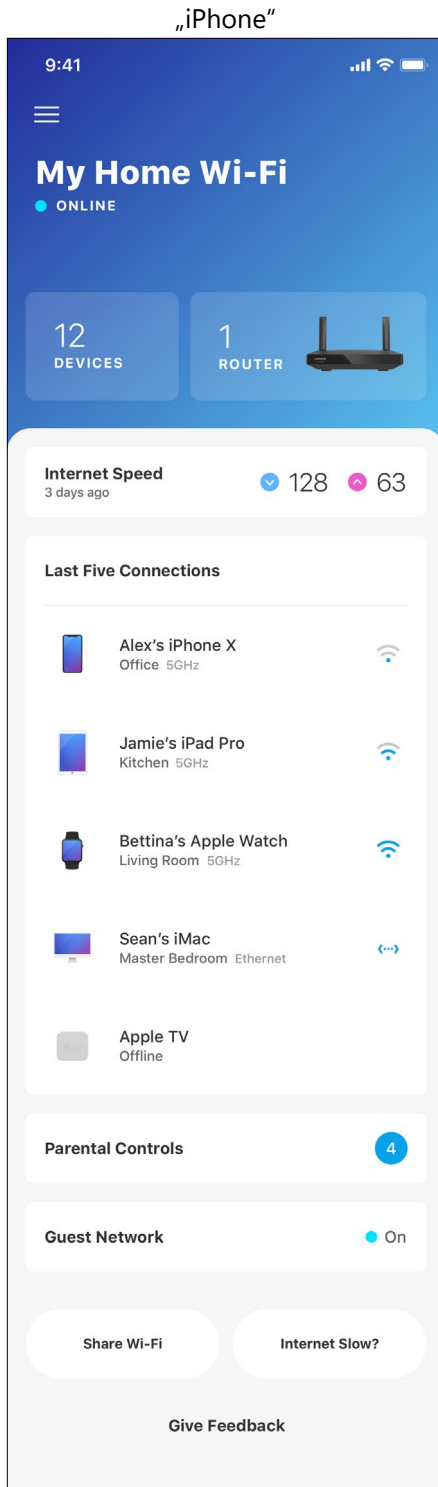 „iPhone“
9:41
My Home Wi-Fi
ONLINE
12
DEVICES
1
ROUTER
Internet Speed
3 days ago
128
63
Last Five Connections
Alex’s iPhone X
Office 5GHz
Jamie’s iPad Pro
Kitchen 5GHz
Bettina’s Apple Watch
Living Room 5GHz
Sean’s iMac
Master Bedroom Ethernet
Apple TV
Offline
Parental Controls
4
Guest Network
On
Share Wi-Fi
Internet Slow?
Give Feedback